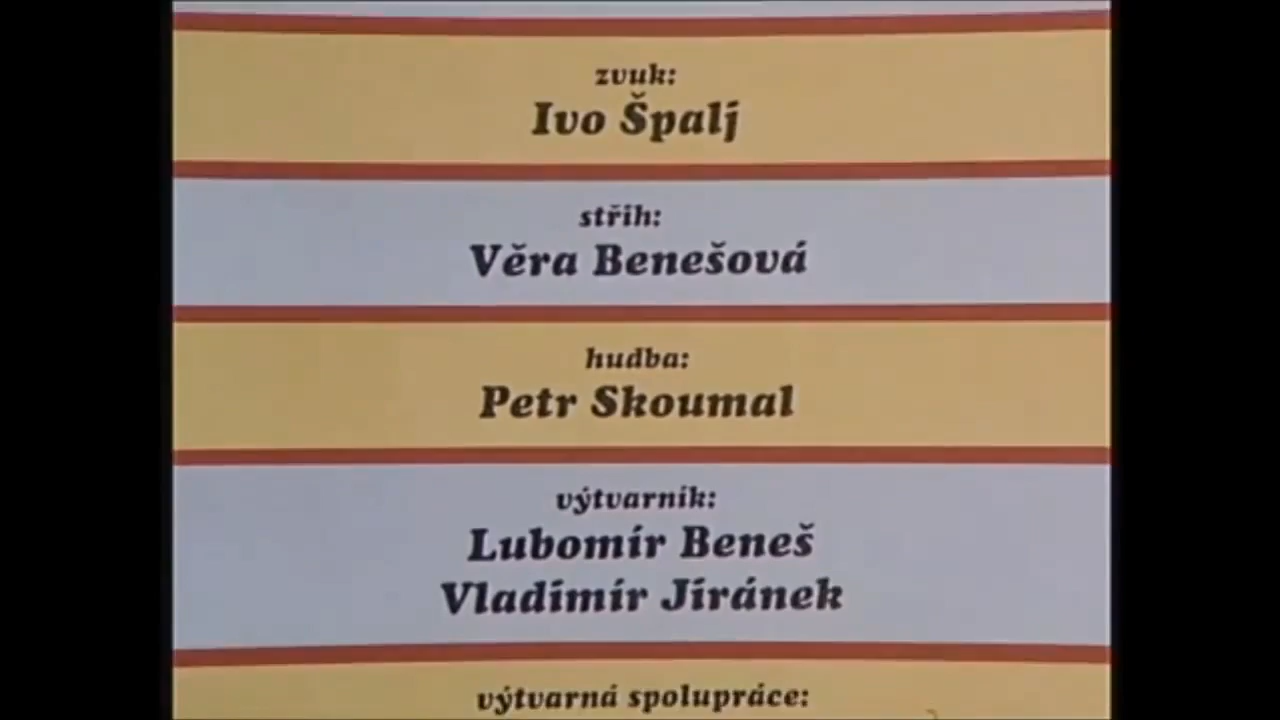 zvuk:
Ivo Špalj
střih:
Věra Benešová
hudba:
Petr Skoumal
výtvarník:
Lubomír Beneš
Vladimír Jiránek
výtvarná spolupráce: